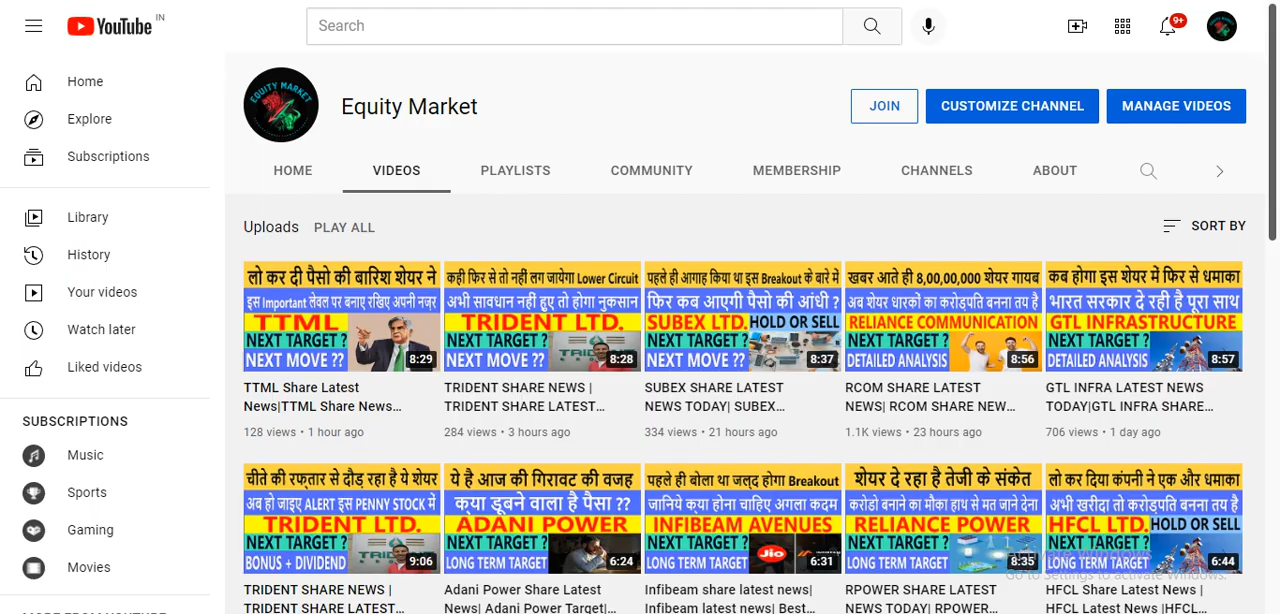 YouTube IN
Search
9+
Home
Explore
Subscriptions
Library
History
Your videos
Watch later
Liked videos
SUBSCRIPTIONS
Music
Sports
Gaming
Movies
EQUITY MARKET
Equity Market
JOIN
CUSTOMIZE CHANNEL
MANAGE VIDEOS
HOME
VIDEOS
PLAYLISTS
COMMUNITY
MEMBERSHIP
CHANNELS
ABOUT
Uploads
PLAY ALL
SORT BY
लो कर दी पैसो की बारिश शेयर ने
इस Important लेवल पर बनाए रखिए अपनी नज़र
TTML
NEXT TARGET ?
NEXT MOVE ??
8:29
TTML Share Latest
News|TTML Share News...
128 views • 1 hour ago
कही फिर से तो नहीं लग जायेगा Lower Circuit
अभी सावधान नही हुए तो होगा नुकसान
TRIDENT LTD.
NEXT TARGET ?
NEXT MOVE ??
8:28
TRIDENT SHARE NEWS |
TRIDENT SHARE LATEST...
284 views • 3 hours ago
पहले ही आगाह किया था इस Breakout के बारे में
फिर कब आएगी पैसो की आंधी ?
SUBEX LTD. HOLD OR SELL
NEXT TARGET ?
NEXT MOVE ??
8:37
SUBEX SHARE LATEST
NEWS TODAY| SUBEX...
334 views • 21 hours ago
खबर आते ही 8,00,00,000 शेयर गायब
अब शेयर धारकों का करोड़पति बनना तय है
RELIANCE COMMUNICATION
NEXT TARGET ?
DETAILED ANALYSIS
8:56
RCOM SHARE LATEST
NEWS| RCOM SHARE NEW...
1.1K views • 23 hours ago
कब होगा इस शेयर में फिर से धमाका
भारत सरकार दे रही है पूरा साथ
GTL INFRASTRUCTURE
NEXT TARGET ?
DETAILED ANALYSIS
8:57
GTL INFRA LATEST NEWS
TODAY|GTL INFRA SHARE...
706 views • 1 day ago
चीते की रफ़्तार से दौड़ रहा है ये शेयर
अब हो जाइए ALERT इस PENNY STOCK में
TRIDENT LTD.
NEXT TARGET ?
BONUS + DIVIDEND
9:06
TRIDENT SHARE NEWS |
TRIDENT SHARE LATEST...
ये है आज की गिरावट की वजह
क्या डूबने वाला है पैसा ??
ADANI POWER
NEXT TARGET ?
LONG TERM TARGET
6:24
Adani Power Share Latest
News| Adani Power Target|...
पहले ही बोला था जल्द होगा Breakout
जानिये क्या होना चाहिए अगला कदम
INFIBEAM AVENUES
NEXT TARGET ?
LONG TERM TARGET
Jio
6:31
Infibeam share latest news|
Infibeam latest news| Best...
शेयर दे रहा है तेजी के संकेत
करोडो बनाने का मौका हाथ से मत जाने देना
RELIANCE POWER
NEXT TARGET ?
LONG TERM TARGET
8:35
RPOWER SHARE LATEST
NEWS TODAY| RPOWER...
लो कर दिया कंपनी ने एक और धमाका
अभी खरीदा तो करोड़पति बनना तय है
HFCL LTD. HOLD OR SELL
NEXT TARGET ?
LONG TERM TARGET
6:44
HFCL Share Latest News |
HFCL Latest News |HFCL...
Activate Windows
Go to Settings to activate Windows.